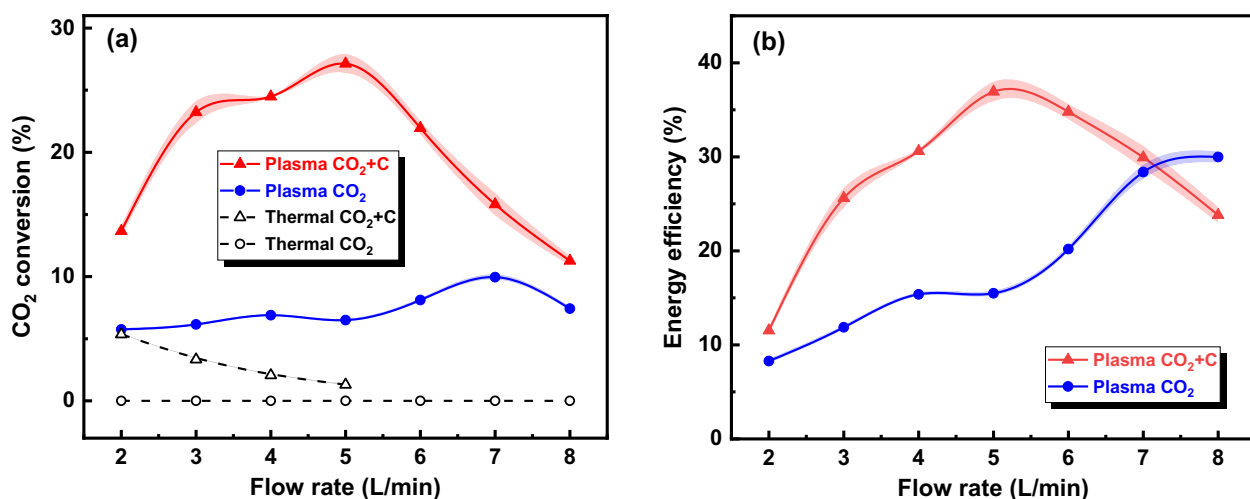 (a)
CO₂ conversion (%)
30
20
10
0
Plasma CO₂+C
Plasma CO₂
Thermal CO₂+C
Thermal CO₂
2 3 4 5 6 7 8
Flow rate (L/min)
(b)
Energy efficiency (%)
40
30
20
10
0
Plasma CO₂+C
Plasma CO₂
2 3 4 5 6 7 8
Flow rate (L/min)